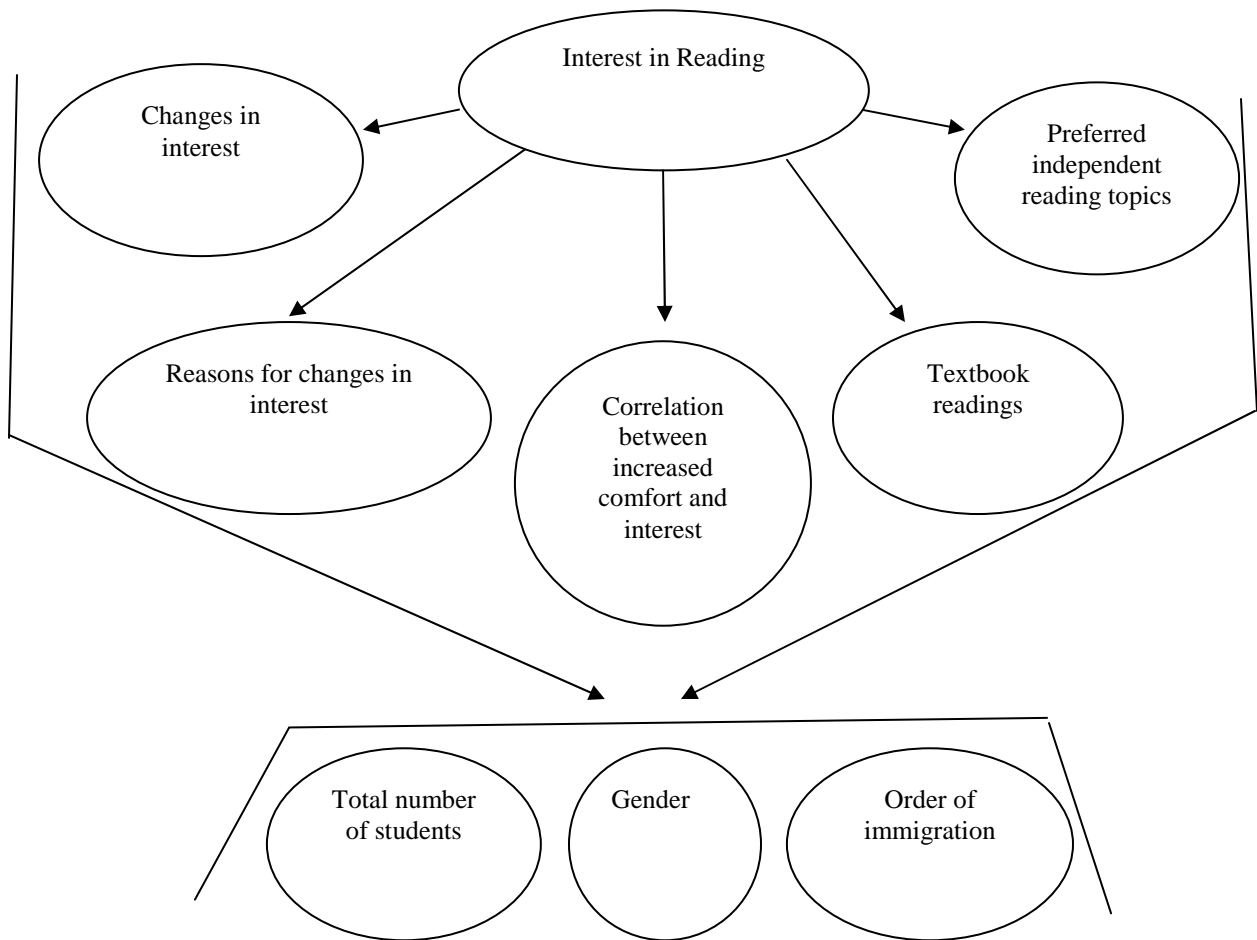 Interest in Reading
Changes in
interest
Preferred
independent
reading topics
Reasons for changes in
interest
Correlation
between
increased
comfort and
interest
Textbook
readings
Total number
of students
Gender
Order of
immigration